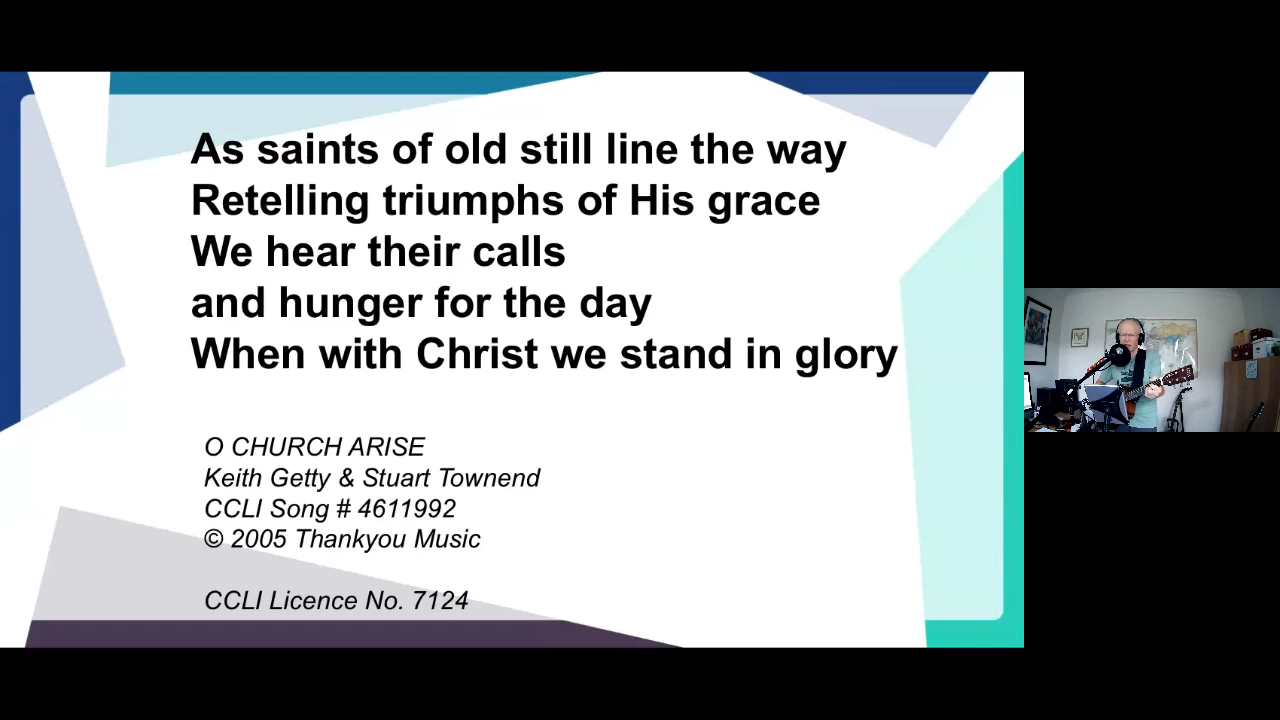 As saints of old still line the way
Retelling triumphs of His grace
We hear their calls
and hunger for the day
When with Christ we stand in glory
O CHURCH ARISE
Keith Getty & Stuart Townend
CCLI Song # 4611992
© 2005 Thankyou Music
CCLI Licence No. 7124